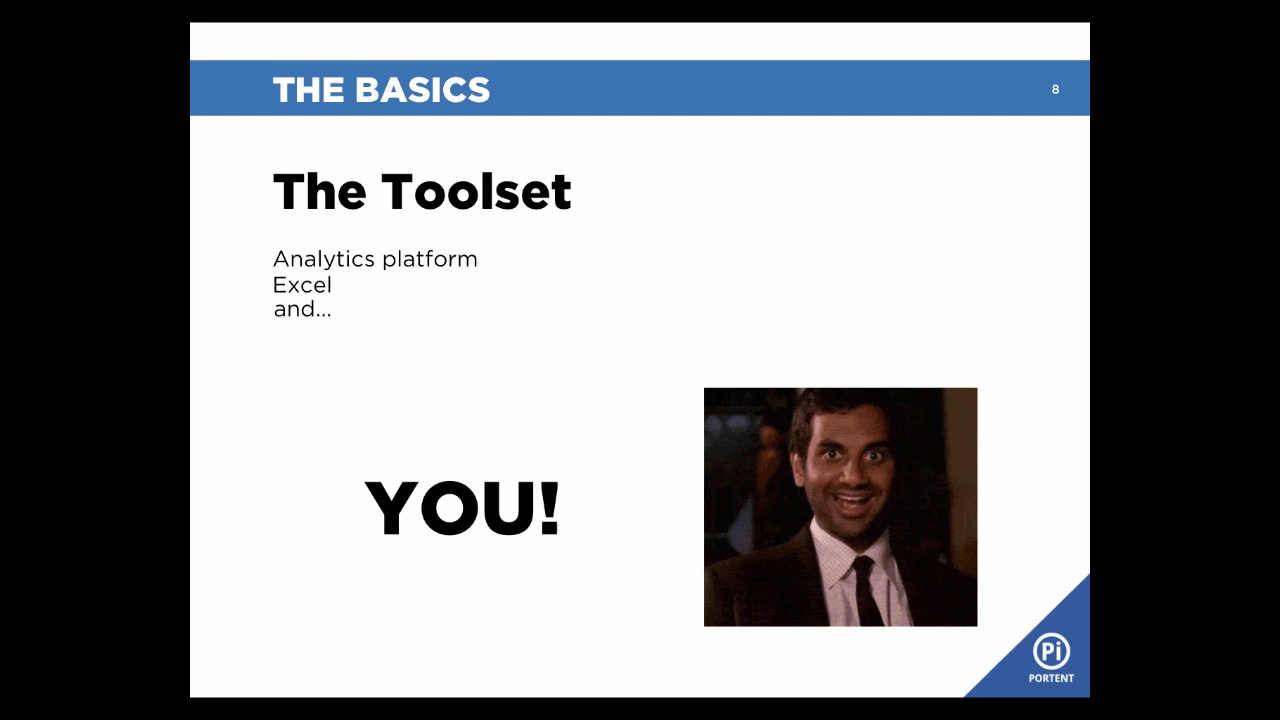 THE BASICS
8
The Toolset
Analytics platform
Excel
and...
YOU!
Pi
PORTENT